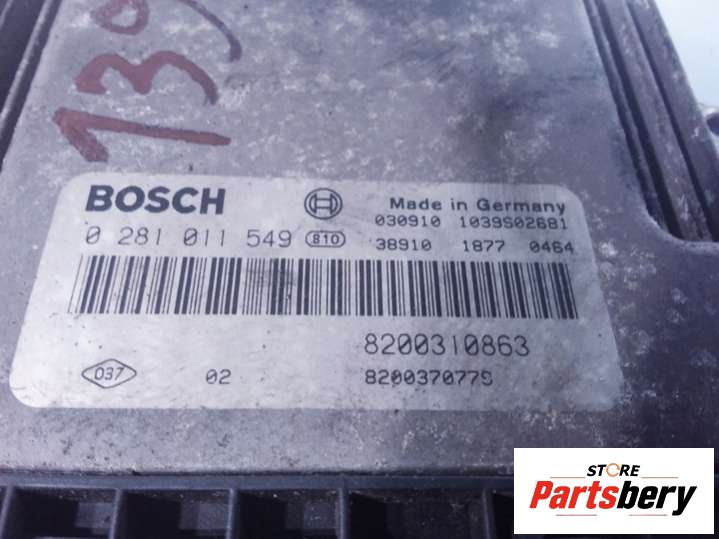 139
BOSCH
Made in Germany
030910 1039S02681
0 281 011 549 810
38910 1877 0464
8200310863
037 02 8200370779
STORE
Partsbery